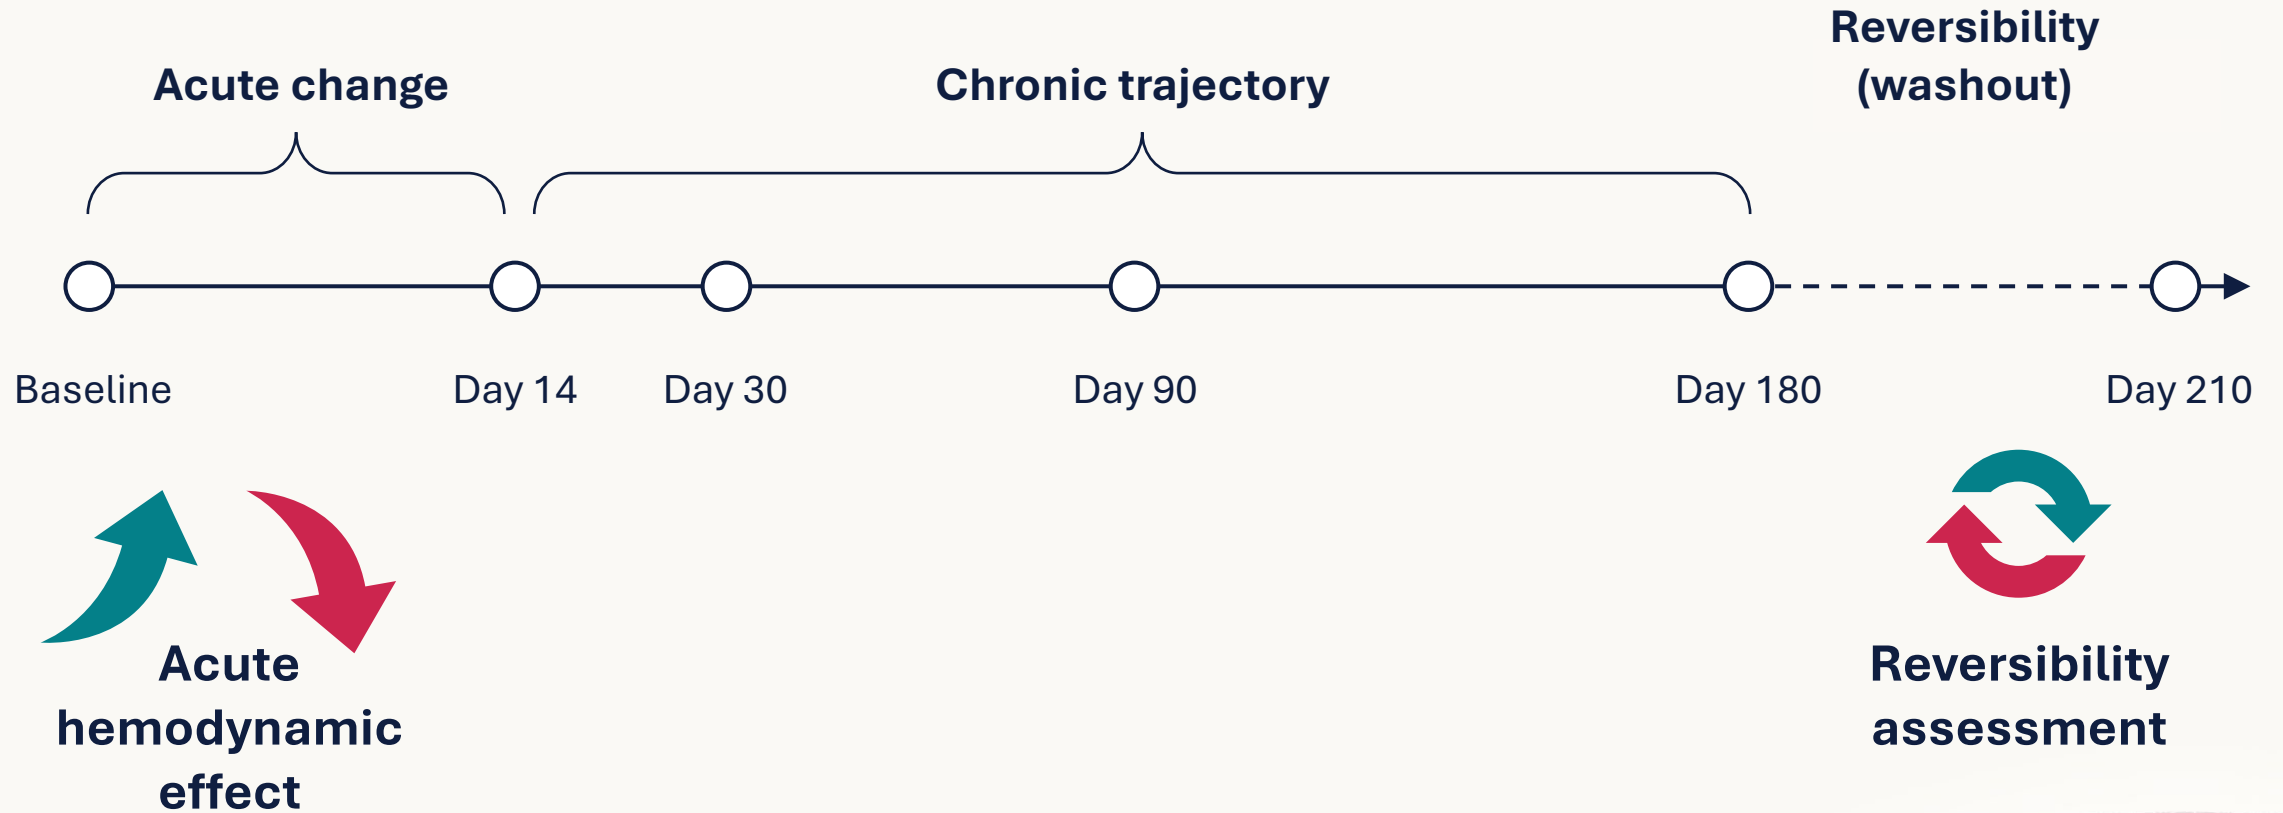 Reversibility
(washout)
Acute change
Chronic trajectory
Baseline
Day 14
Day 30
Day 90
Day 180
Day 210
Acute
hemodynamic
effect
Reversibility
assessment